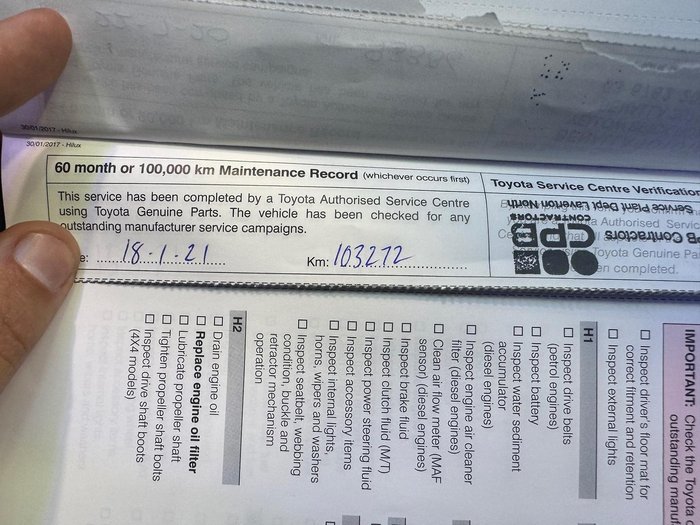 30/01/2017 - Hilux
30/01/2017 - Hilux
60 month or 100,000 km Maintenance Record (whichever occurs first)
This service has been completed by a Toyota Authorised Service Centre
using Toyota Genuine Parts. The vehicle has been checked for any
outstanding manufacturer service campaigns.
e: 18-1-21 Km: 103272
Toyota Service Centre Verification
Service Plant Dept Laverton North
a Authorised Servic
CPB
CONTRACTORS
B Contractors
Toyota Genuine Pa
en completed.
IMPORTANT: Check the Toyota
outstanding manu
☐ Inspect driver's floor mat for
correct fitment and retention
☐ Inspect external lights
H1
☐ Inspect drive belts
(petrol engines)
☐ Inspect battery
☐ Inspect water sediment
accumulator
(diesel engines)
☐ Inspect engine air cleaner
filter (diesel engines)
☐ Clean air flow meter (MAF
sensor) (diesel engines)
☐ Inspect brake fluid
☐ Inspect clutch fluid (M/T)
☐ Inspect power steering fluid
☐ Inspect accessory items
☐ Inspect internal lights,
horns, wipers and washers
☐ Inspect seatbelt, webbing
condition, buckle and
retractor mechanism
operation
H2
☐ Drain engine oil
☐ Replace engine oil filter
☐ Lubricate propeller shaft
☐ Tighten propeller shaft bolts
☐ Inspect drive shaft boots
(4X4 models)